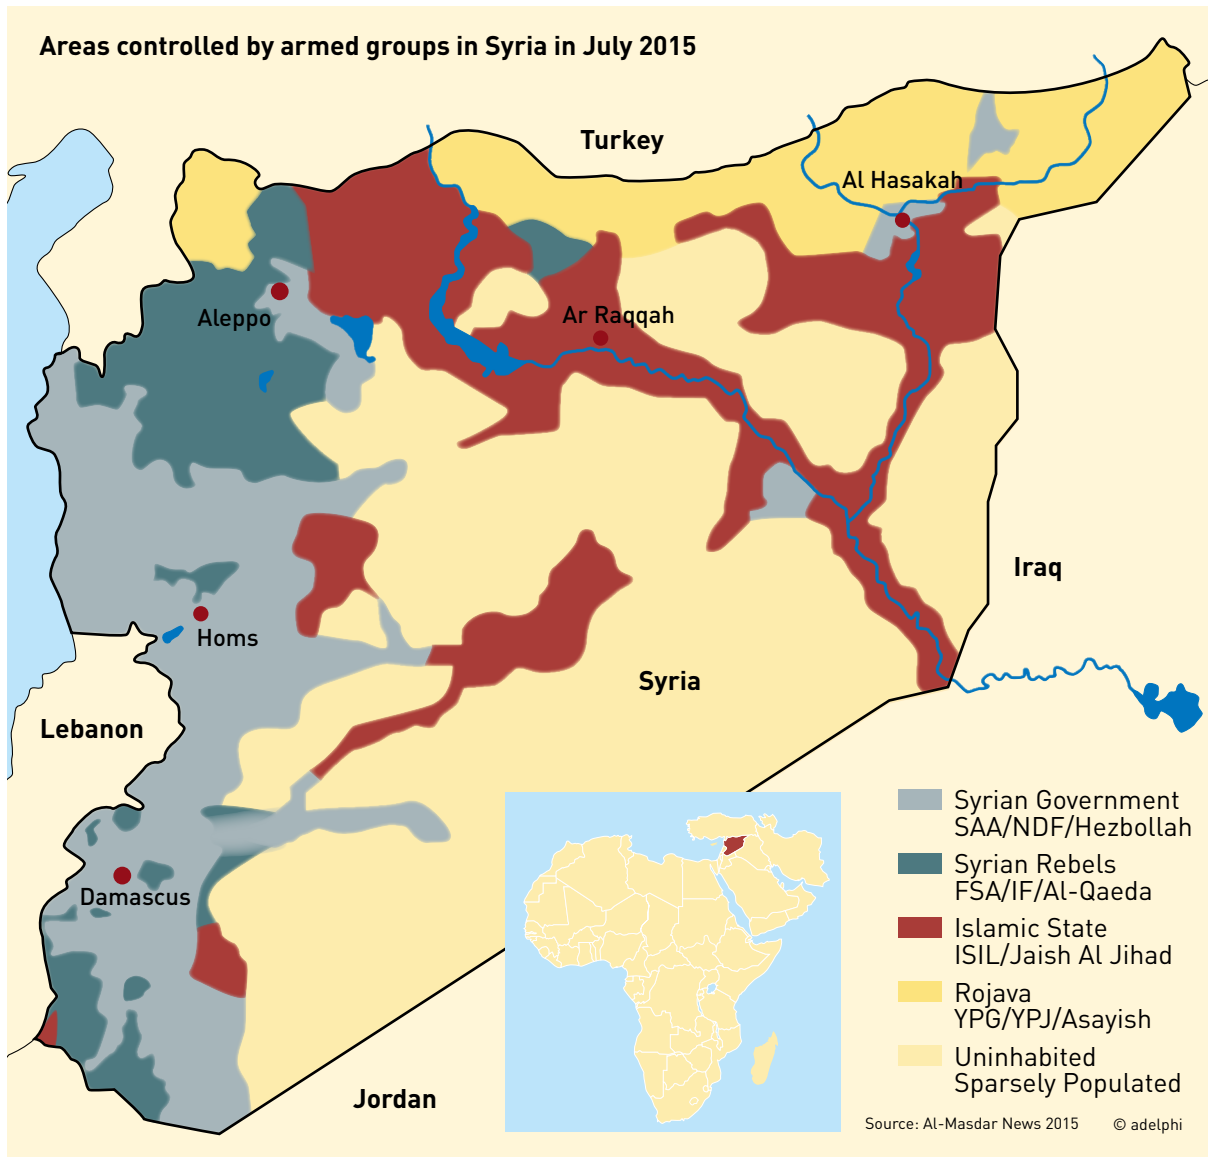 Areas controlled by armed groups in Syria in July 2015
Turkey
Al Hasakah
Aleppo
Ar Raqqah
Iraq
Homs
Syria
Lebanon
Damascus
Jordan
Syrian Government
SAA/NDF/Hezbollah
Syrian Rebels
FSA/IF/Al-Qaeda
Islamic State
ISIL/Jaish Al Jihad
Rojava
YPG/YPJ/Asayish
Uninhabited
Sparsely Populated
Source: Al-Masdar News 2015 © adelphi